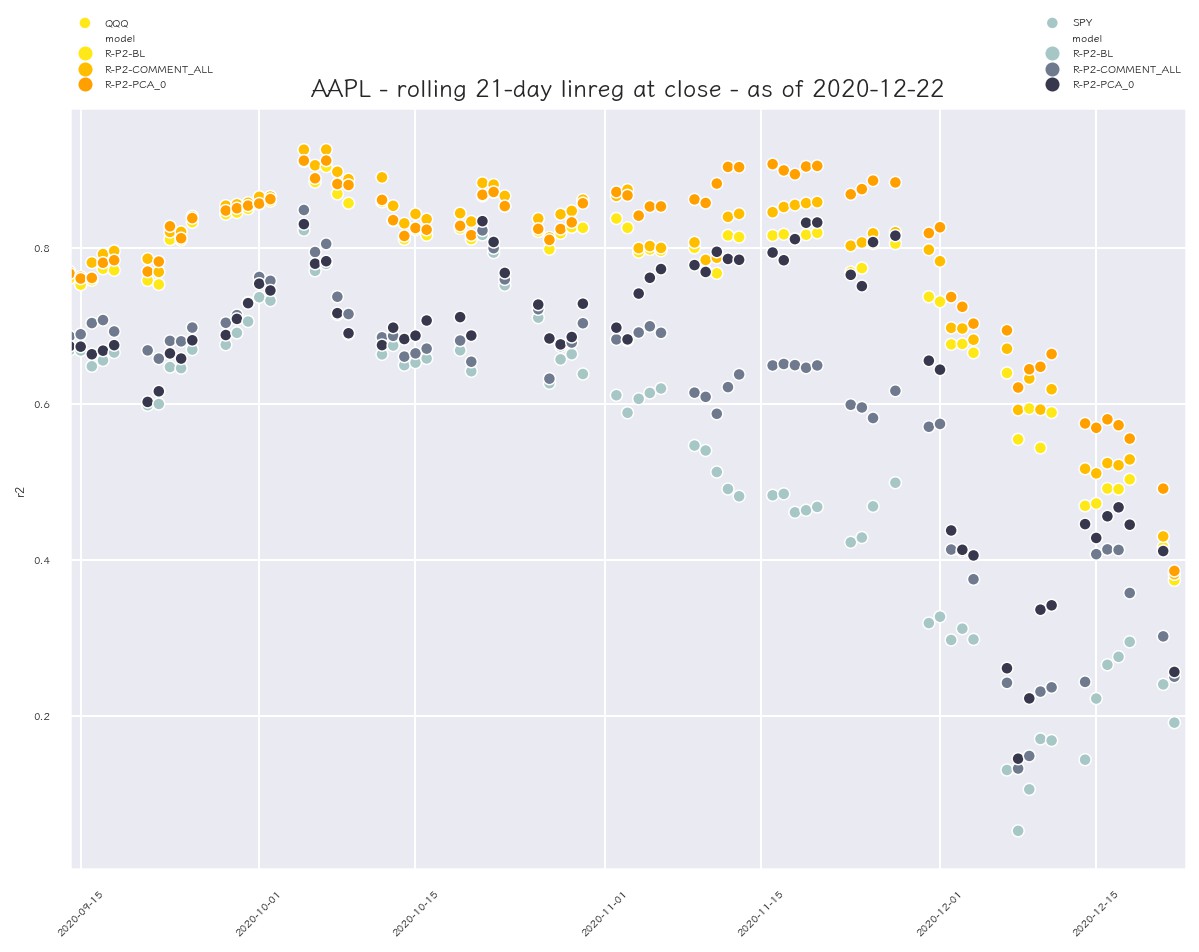 QQQ
model
R-P2-BL
R-P2-COMMENT_ALL
R-P2-PCA_0
SPY
model
R-P2-BL
R-P2-COMMENT_ALL
R-P2-PCA_0
AAPL - rolling 21-day linreg at close - as of 2020-12-22
r2
0.8
0.6
0.4
0.2
2020-09-15
2020-10-01
2020-10-15
2020-11-01
2020-11-15
2020-12-01
2020-12-15